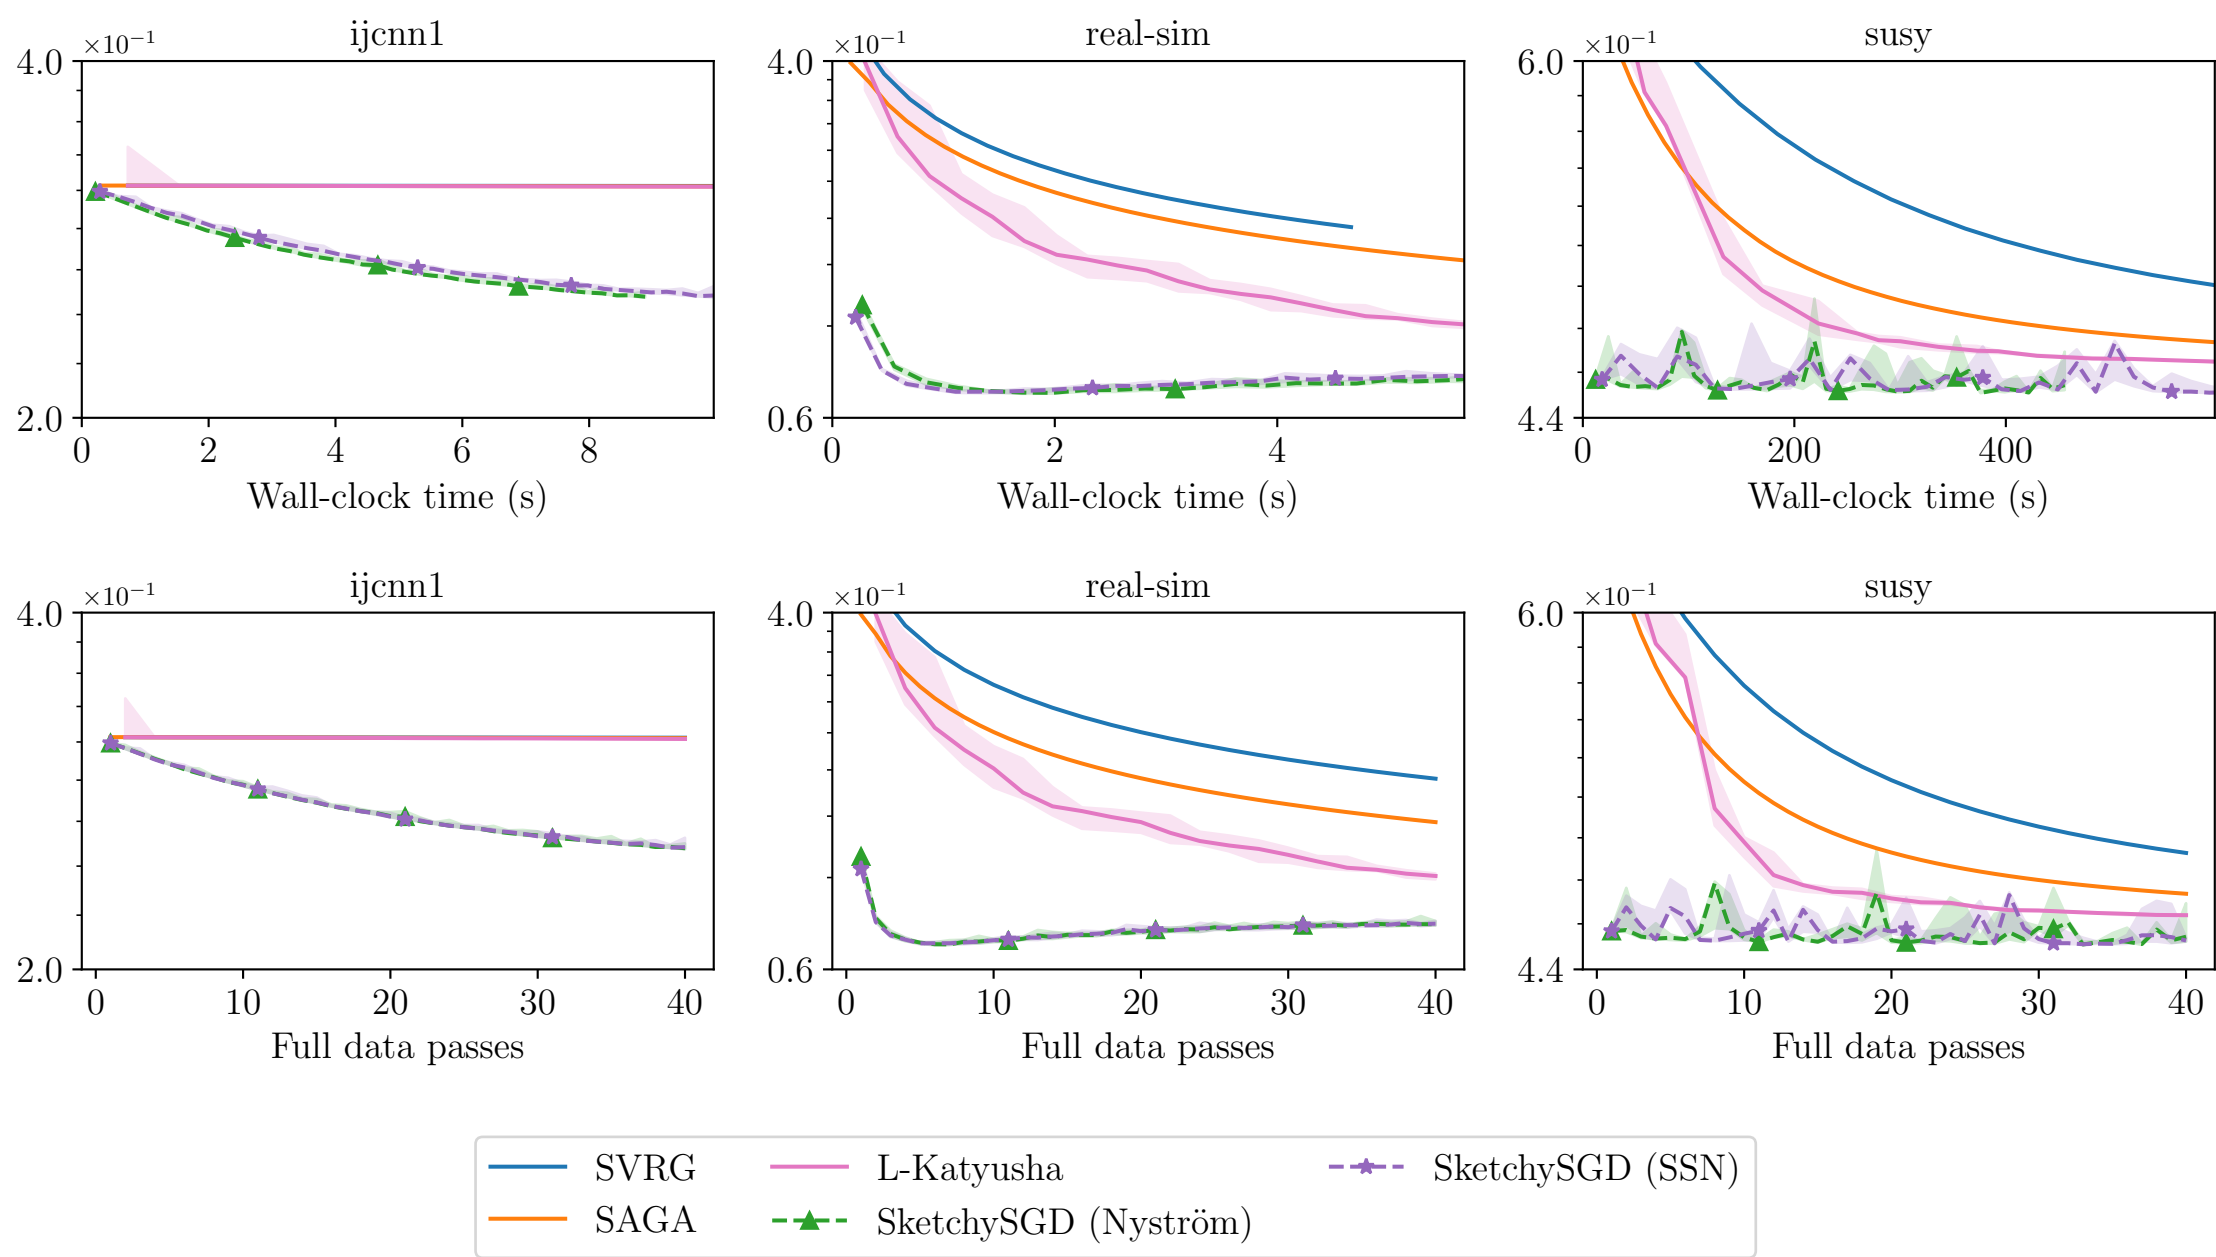 ijcnn1
real-sim
susy
×10⁻¹
×10⁻¹
×10⁻¹
4.0
2.0
4.0
0.6
6.0
4.4
0 2 4 6 8
0 2 4
0 200 400
Wall-clock time (s)
Wall-clock time (s)
Wall-clock time (s)
ijcnn1
real-sim
susy
×10⁻¹
×10⁻¹
×10⁻¹
4.0
2.0
4.0
0.6
6.0
4.4
0 10 20 30 40
0 10 20 30 40
0 10 20 30 40
Full data passes
Full data passes
Full data passes
SVRG
SAGA
L-Katyusha
SketchySGD (Nyström)
SketchySGD (SSN)